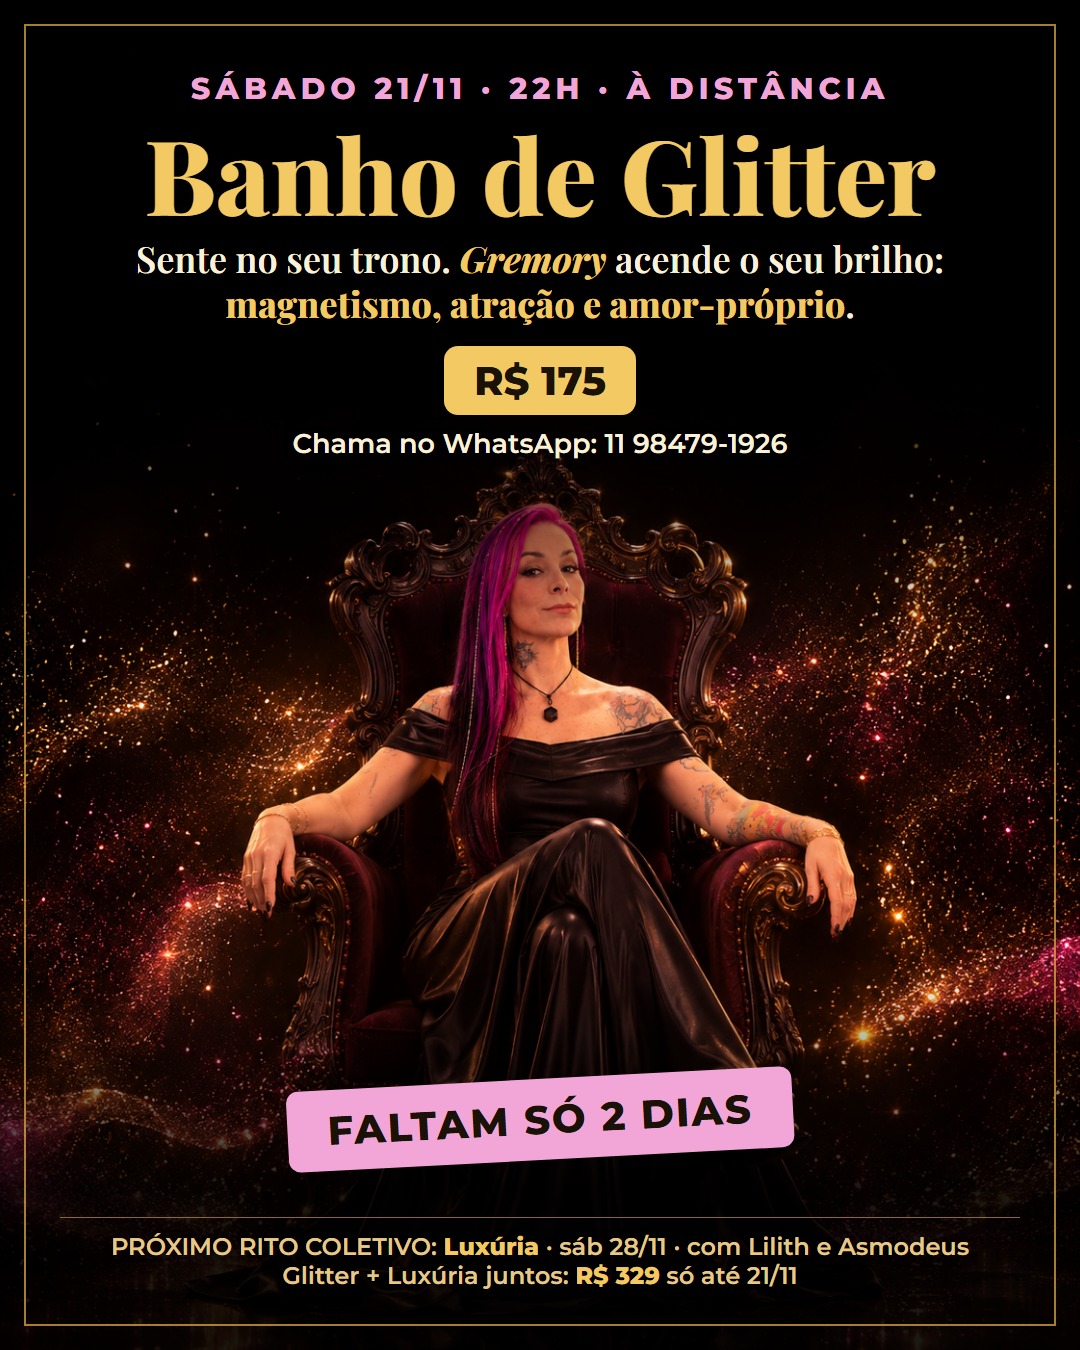 SÁBADO 21/11 · 22H · À DISTÂNCIA
Banho de Glitter
Sente no seu trono. Gremory acende o seu brilho:
magnetismo, atração e amor-próprio.
R$ 175
Chama no WhatsApp: 11 98479-1926
FALTAM SÓ 2 DIAS
PRÓXIMO RITO COLETIVO: Luxúria · sáb 28/11 · com Lilith e Asmodeus
Glitter + Luxúria juntos: R$ 329 só até 21/11